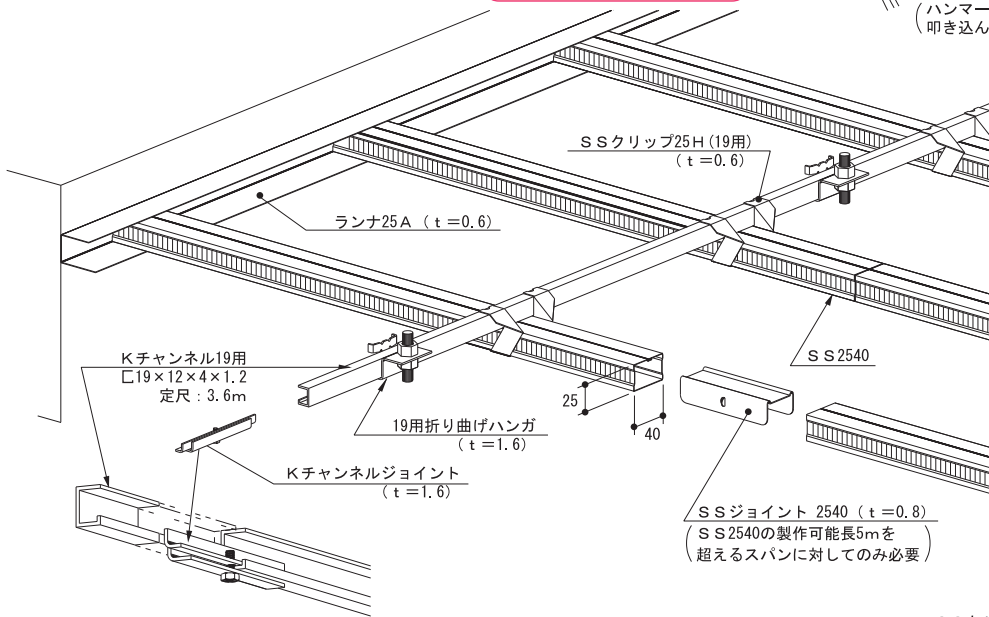 (ハンマー
叩き込ん
SSクリップ25H(19用)
(t=0.6)
ランナ25A (t=0.6)
Kチャンネル19用
匚19×12×4×1.2
定尺:3.6m
SS2540
25
40
19用折り曲げハンガ
(t=1.6)
Kチャンネルジョイント
(t=1.6)
SSジョイント 2540 (t=0.8)
(SS2540の製作可能長5mを
超えるスパンに対してのみ必要)